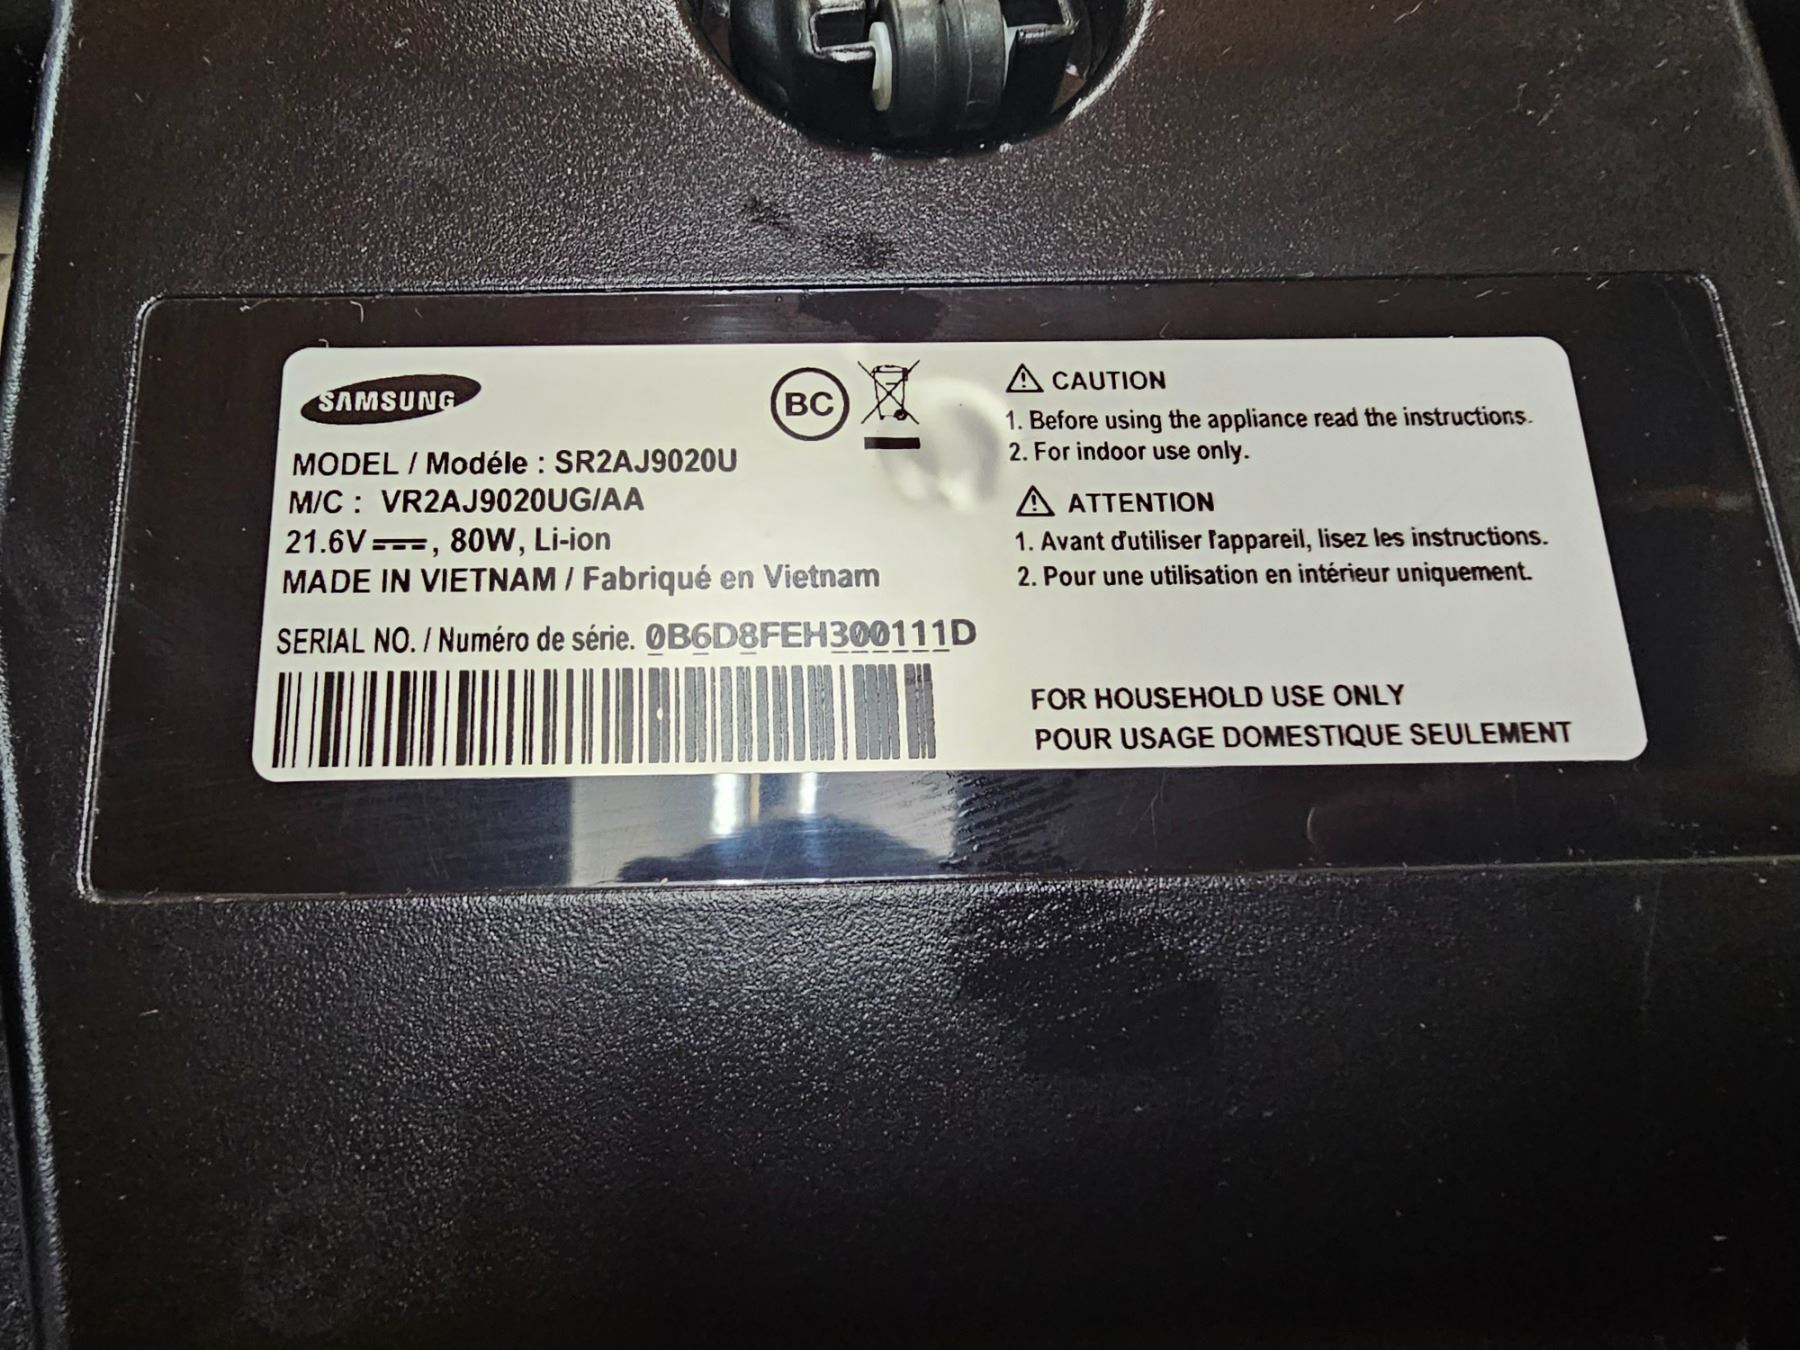 SAMSUNG
MODEL / Modéle : SR2AJ9020U
M/C : VR2AJ9020UG/AA
21.6V, 80W, Li-ion
MADE IN VIETNAM / Fabriqué en Vietnam
SERIAL NO. / Numéro de série. 0B6D8FEH300111D
BC
CAUTION
1. Before using the appliance read the instructions.
2. For indoor use only.
ATTENTION
1. Avant d'utiliser l'appareil, lisez les instructions.
2. Pour une utilisation en intérieur uniquement.
FOR HOUSEHOLD USE ONLY
POUR USAGE DOMESTIQUE SEULEMENT